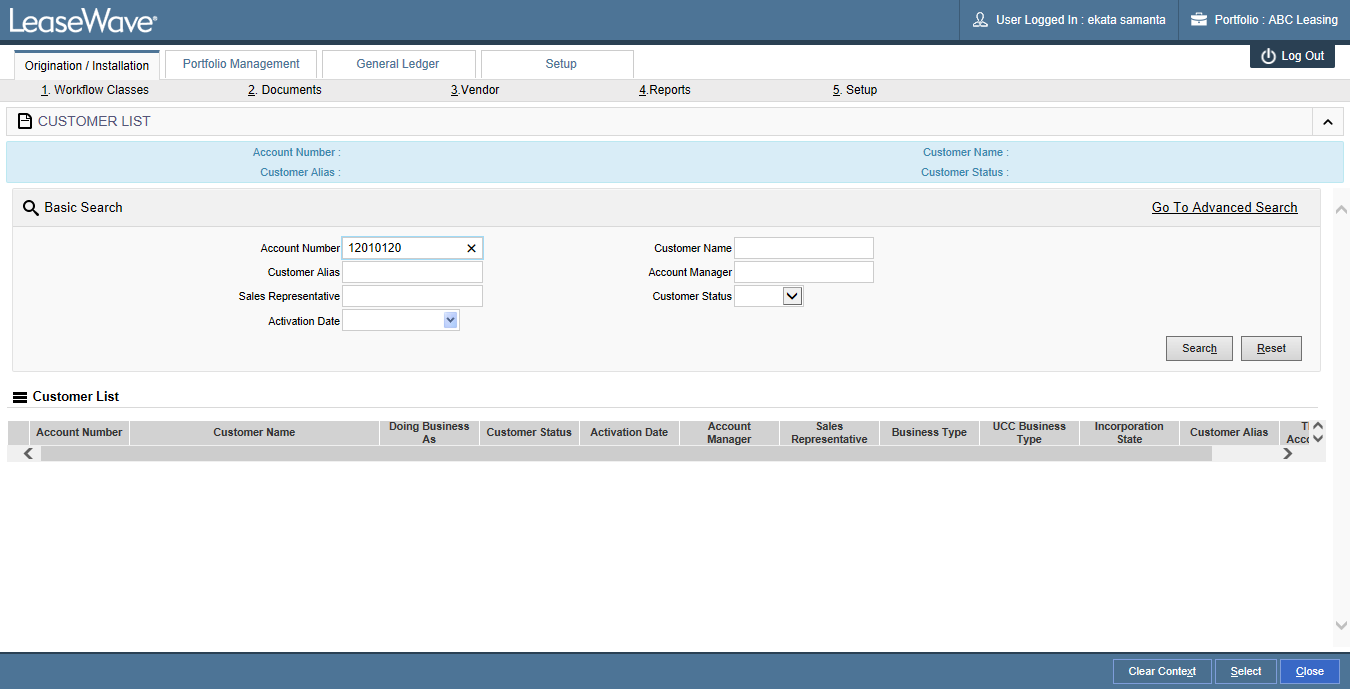 LeaseWave®
User Logged In : ekata samanta
Portfolio : ABC Leasing
Log Out
Origination / Installation
Portfolio Management
General Ledger
Setup
1. Workflow Classes
2. Documents
3.Vendor
4.Reports
5. Setup
CUSTOMER LIST
Account Number :
Customer Name :
Customer Alias :
Customer Status :
Basic Search
Go To Advanced Search
Account Number 12010120
Customer Name
Customer Alias
Account Manager
Sales Representative
Customer Status
Activation Date
Search
Reset
Customer List
Account Number
Customer Name
Doing Business
As
Customer Status
Activation Date
Account
Manager
Sales
Representative
Business Type
UCC Business
Type
Incorporation
State
Customer Alias
Clear Context
Select
Close